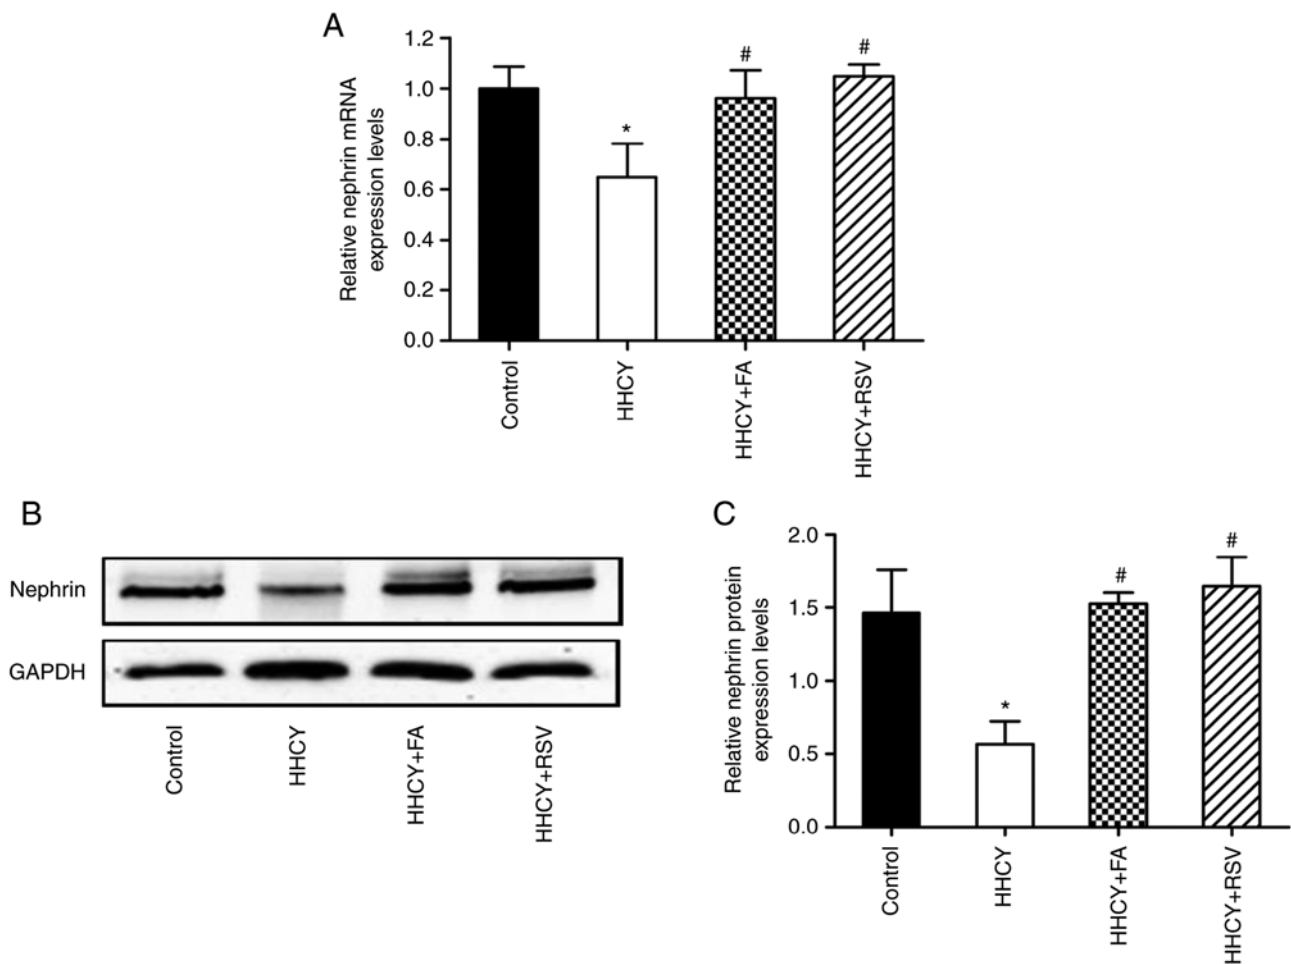 A
Relative nephrin mRNA
expression levels
1.2
1.0
0.8
0.6
0.4
0.2
0.0
#
#
*
Control
HHCY
HHCY+FA
HHCY+RSV
B
Nephrin
GAPDH
Control
HHCY
HHCY+FA
HHCY+RSV
C
Relative nephrin protein
expression levels
2.0
1.5
1.0
0.5
0.0
#
#
*
Control
HHCY
HHCY+FA
HHCY+RSV